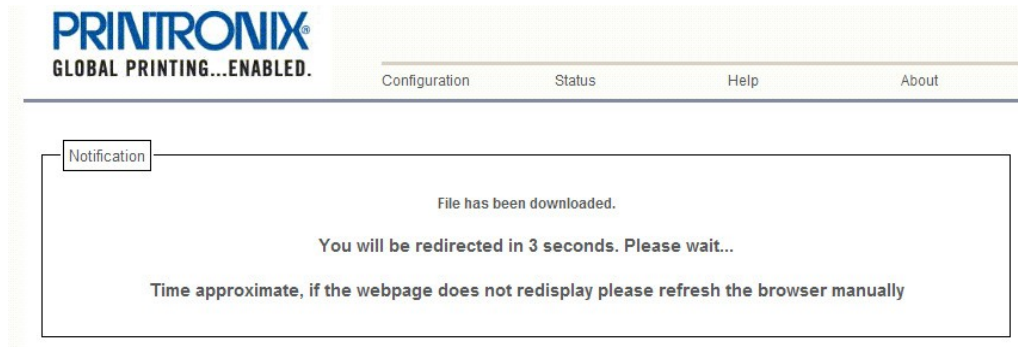 PRINTRONIX®
GLOBAL PRINTING...ENABLED.
Configuration Status Help About
Notification
File has been downloaded.
You will be redirected in 3 seconds. Please wait...
Time approximate, if the webpage does not redisplay please refresh the browser manually